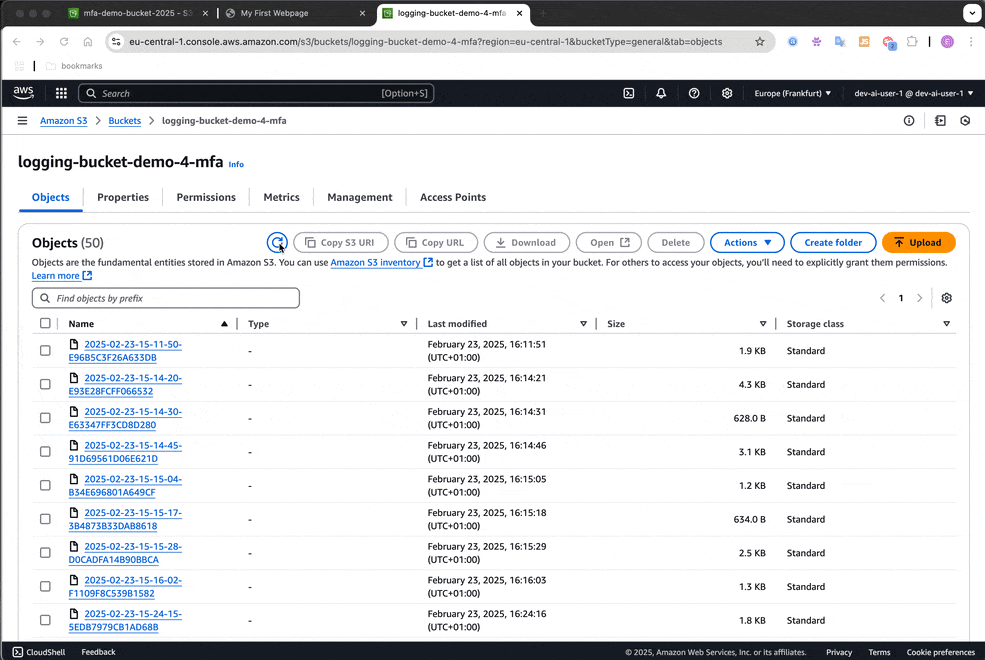 mfa-demo-bucket-2025 - S3
My First Webpage
logging-bucket-demo-4-mfa
eu-central-1.console.aws.amazon.com/s3/buckets/logging-bucket-demo-4-mfa?region=eu-central-1&bucketType=general&tab=objects
bookmarks
aws
Search
[Option+S]
Europe (Frankfurt)
dev-ai-user-1 @ dev-ai-user-1
Amazon S3
Buckets
logging-bucket-demo-4-mfa
logging-bucket-demo-4-mfa Info
Objects
Properties
Permissions
Metrics
Management
Access Points
Objects (50)
Copy S3 URI
Copy URL
Download
Open
Delete
Actions
Create folder
Upload
Objects are the fundamental entities stored in Amazon S3. You can use Amazon S3 inventory to get a list of all objects in your bucket. For others to access your objects, you'll need to explicitly grant them permissions.
Learn more
Find objects by prefix
1
Name
Type
Last modified
Size
Storage class
2025-02-23-15-11-50-
E96B5C3F26A633DB
-
February 23, 2025, 16:11:51
(UTC+01:00)
1.9 KB
Standard
2025-02-23-15-14-20-
E93E28FCFF066532
-
February 23, 2025, 16:14:21
(UTC+01:00)
4.3 KB
Standard
2025-02-23-15-14-30-
E63347FF3CD8D280
-
February 23, 2025, 16:14:31
(UTC+01:00)
628.0 B
Standard
2025-02-23-15-14-45-
91D69561D06E621D
-
February 23, 2025, 16:14:46
(UTC+01:00)
3.1 KB
Standard
2025-02-23-15-15-04-
B34E696801A649CF
-
February 23, 2025, 16:15:05
(UTC+01:00)
1.2 KB
Standard
2025-02-23-15-15-17-
3B4873B33DAB8618
-
February 23, 2025, 16:15:18
(UTC+01:00)
634.0 B
Standard
2025-02-23-15-15-28-
D0CADFA14B90BBCA
-
February 23, 2025, 16:15:29
(UTC+01:00)
2.5 KB
Standard
2025-02-23-15-16-02-
F1109F8C539B1582
-
February 23, 2025, 16:16:03
(UTC+01:00)
1.3 KB
Standard
2025-02-23-15-24-15-
5EDB7979CB1AD68B
-
February 23, 2025, 16:24:16
(UTC+01:00)
1.8 KB
Standard
CloudShell
Feedback
© 2025, Amazon Web Services, Inc. or its affiliates.
Privacy
Terms
Cookie preferences